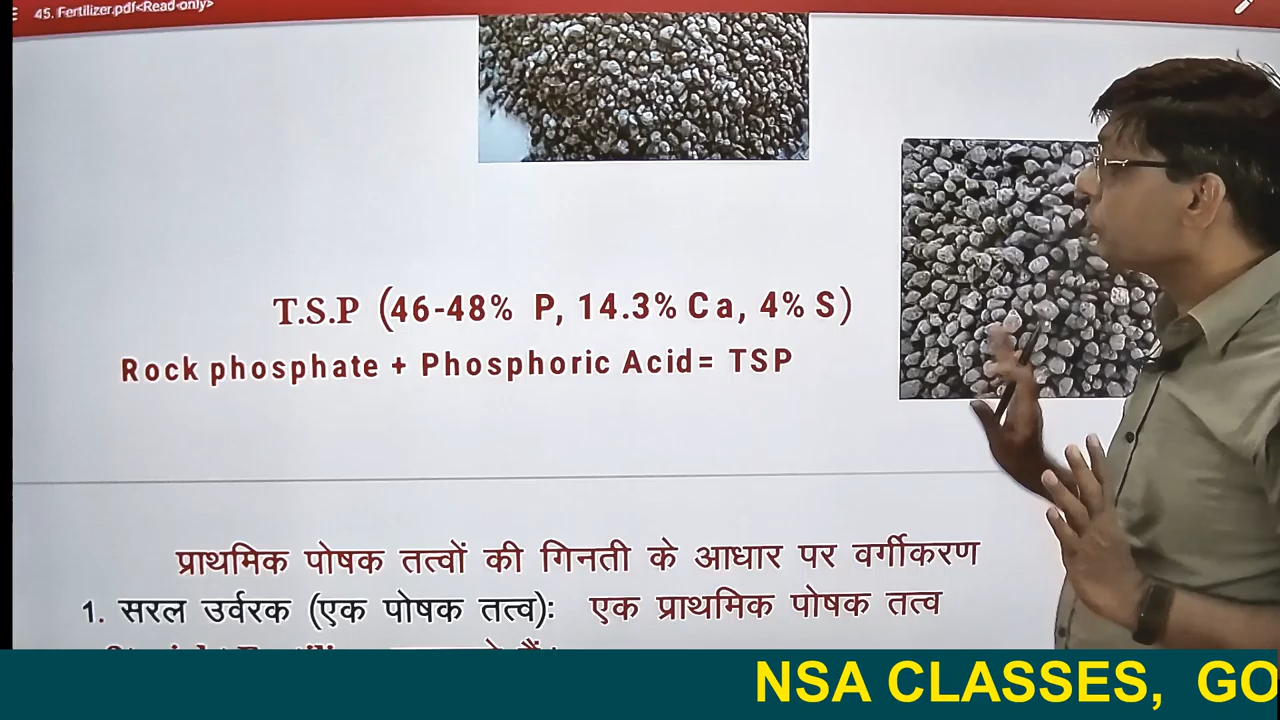 45. Fertilizer.pdf<Read-only>
T.S.P (46-48% P, 14.3% Ca, 4% S)
Rock phosphate + Phosphoric Acid= TSP
प्राथमिक पोषक तत्वों की गिनती के आधार पर वर्गीकरण
1. सरल उर्वरक (एक पोषक तत्व): एक प्राथमिक पोषक तत्व
NSA CLASSES, GO